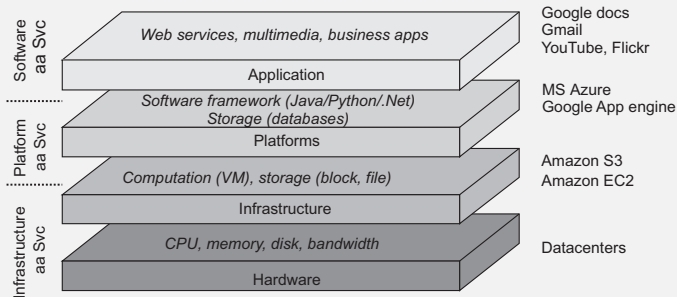 Software
aa Svc
Web services, multimedia, business apps
Application
Google docs
Gmail
YouTube, Flickr
Platform
aa Svc
Software framework (Java/Python/.Net)
Storage (databases)
Platforms
MS Azure
Google App engine
Infrastructure
aa Svc
Computation (VM), storage (block, file)
Infrastructure
Amazon S3
Amazon EC2
CPU, memory, disk, bandwidth
Hardware
Datacenters